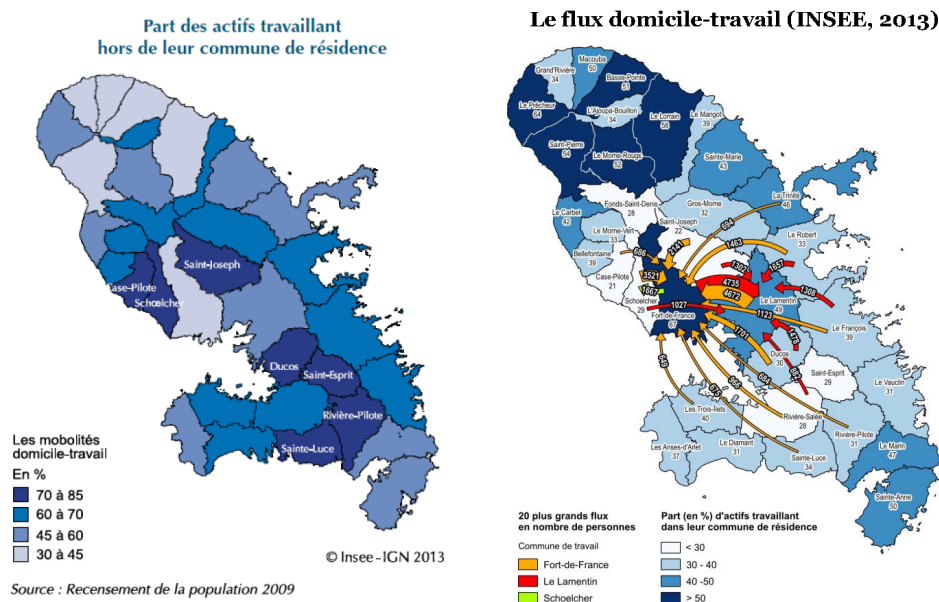 Part des actifs travaillant
hors de leur commune de résidence
Saint-Joseph
Case-Pilote
Schœlcher
Ducos
Saint-Esprit
Rivière-Pilote
Sainte-Luce
Les mobolités
domicile-travail
En %
70 à 85
60 à 70
45 à 60
30 à 45
© Insee-IGN 2013
Source : Recensement de la population 2009
Le flux domicile-travail (INSEE, 2013)
Macouba
50
Grand'Rivière
34
Basse-Pointe
51
Le Prêcheur
64
L'Ajoupa-Bouillon
34
Le Lorrain
58
Le Marigot
39
Saint-Pierre
54
Le Morne-Rouge
52
Sainte-Marie
43
La Trinité
46
Fonds-Saint-Denis
28
Gros-Morne
32
Le Carbet
42
Saint-Joseph
22
694
Le Morne-Vert
33
Le Robert
33
1463
2141
686
Bellefontaine
39
1302
1657
Case-Pilote
21
3521
4735
1308
1667
4672
Le Lamentin
49
Schoelcher
29
1027
1123
Fort-de-France
67
Le François
39
1701
1473
Ducos
30
649
673
966
684
Saint-Esprit
29
Le Vauclin
31
Les Trois-Ilets
40
Rivière-Salée
28
Rivière-Pilote
31
Le Marin
47
Les Anses-d'Arlet
37
Le Diamant
31
Sainte-Luce
34
Sainte-Anne
50
20 plus grands flux
en nombre de personnes
Commune de travail
Fort-de-France
Le Lamentin
Schoelcher
Part (en %) d'actifs travaillant
dans leur commune de résidence
< 30
30 - 40
40 -50
> 50